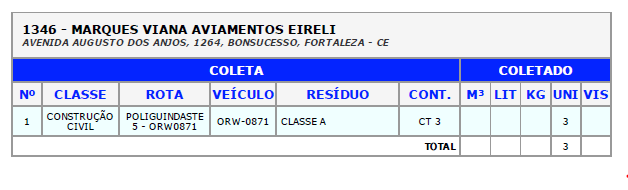 1346 - MARQUES VIANA AVIAMENTOS EIRELI
AVENIDA AUGUSTO DOS ANJOS, 1264, BONSUCESSO, FORTALEZA - CE
COLETA COLETADO
Nº CLASSE ROTA VEÍCULO RESÍDUO CONT. M³ LIT KG UNI VIS
1 CONSTRUÇÃO CIVIL POLIGUINDASTE 5 - ORW0871 ORW-0871 CLASSE A CT 3 3
TOTAL 3